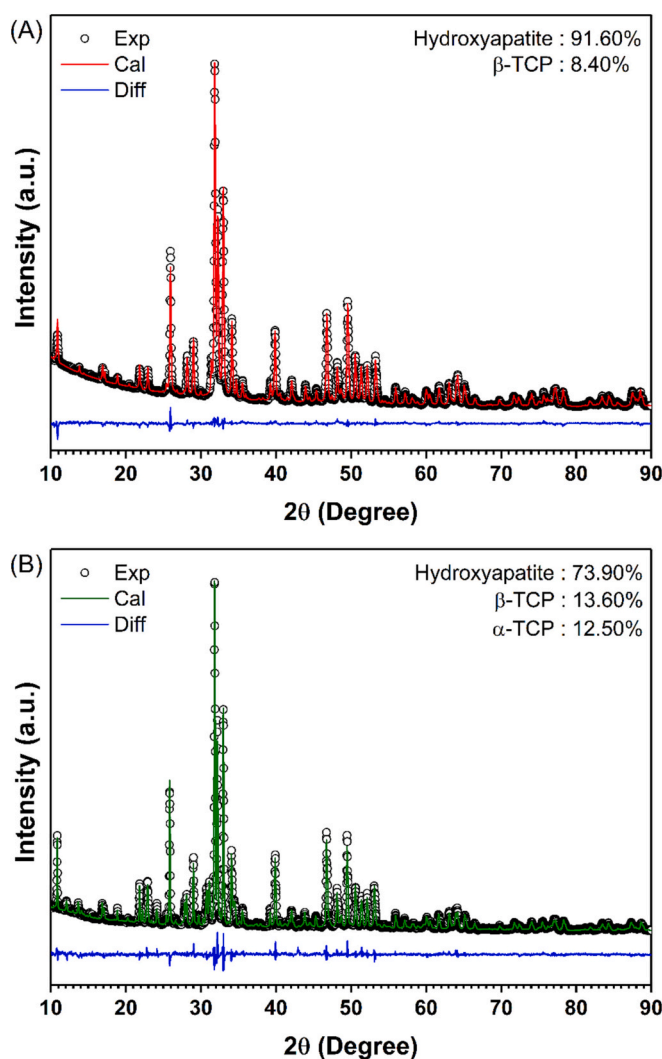 (A)
Exp
Cal
Diff
Hydroxyapatite : 91.60%
β-TCP : 8.40%
Intensity (a.u.)
10 20 30 40 50 60 70 80 90
2θ (Degree)
(B)
Exp
Cal
Diff
Hydroxyapatite : 73.90%
β-TCP : 13.60%
α-TCP : 12.50%
Intensity (a.u.)
10 20 30 40 50 60 70 80 90
2θ (Degree)